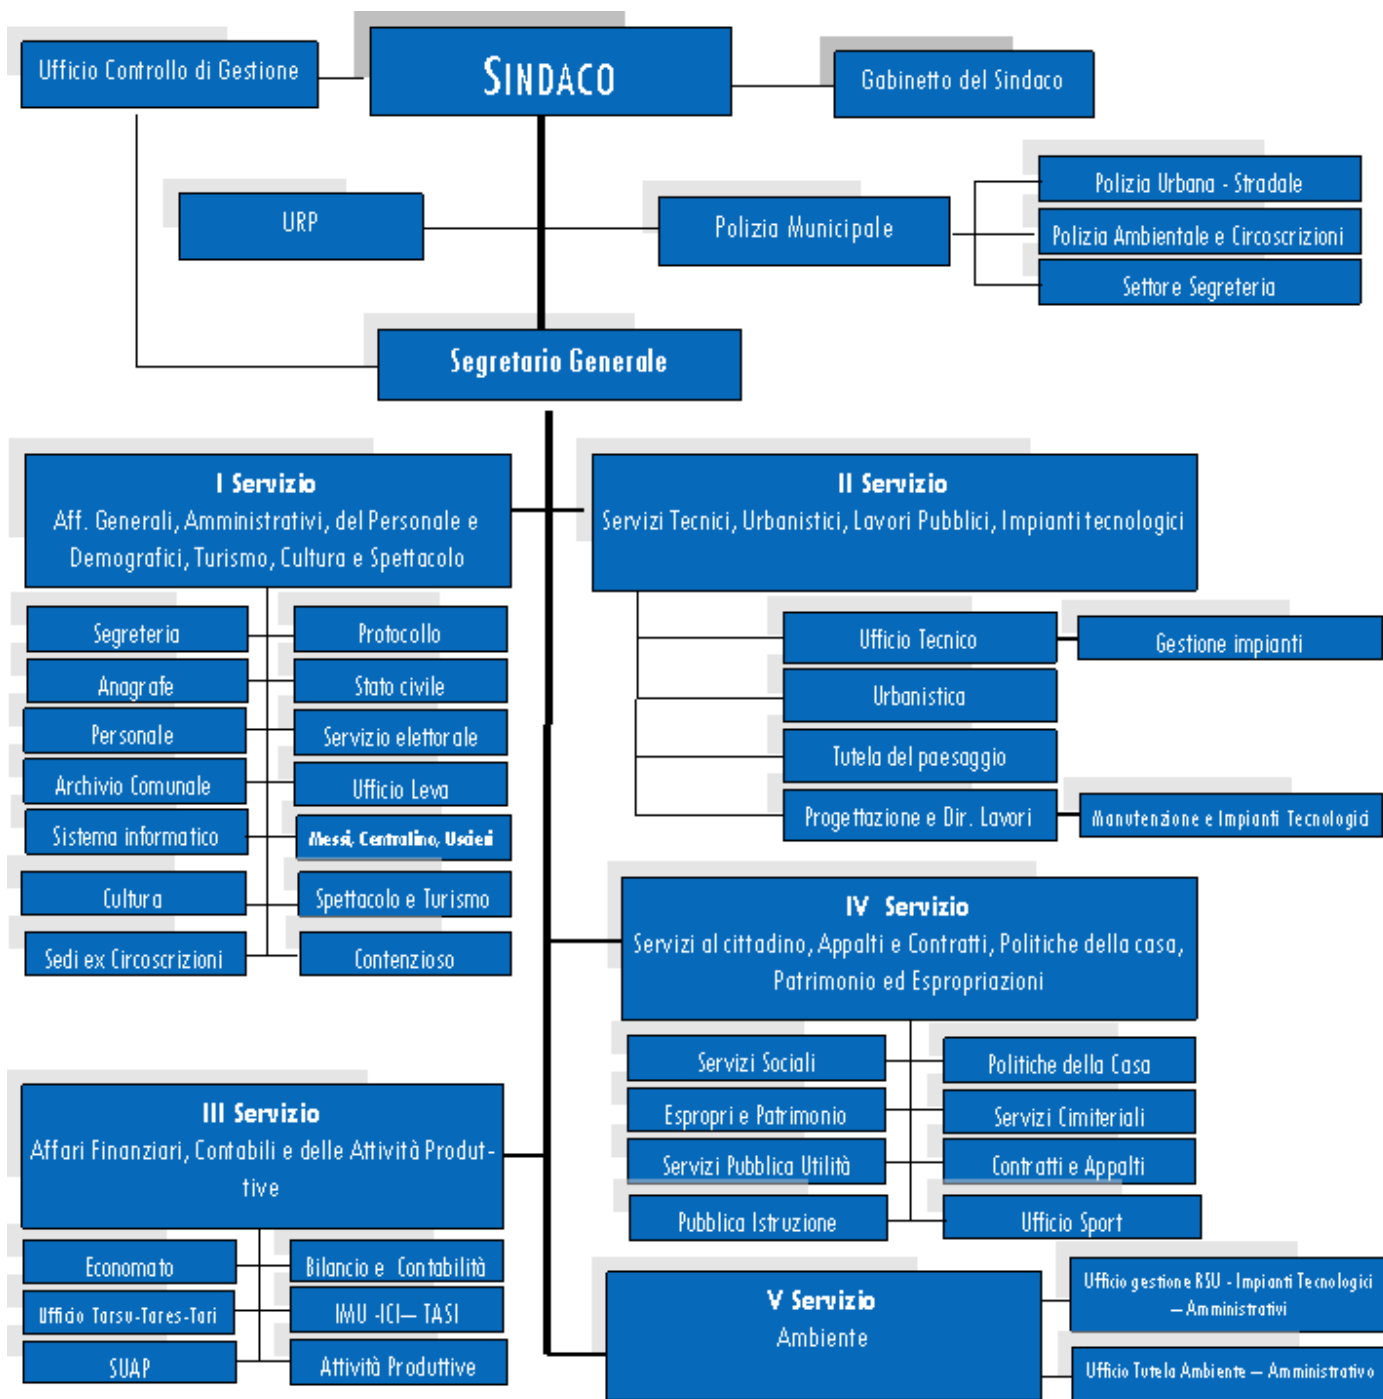 Ufficio Controllo di Gestione
SINDACO
Gabinetto del Sindaco
URP
Polizia Municipale
Polizia Urbana - Stradale
Polizia Ambientale e Circoscrizioni
Settore Segreteria
Segretario Generale
I Servizio
Aff. Generali, Amministrativi, del Personale e
Demografici, Turismo, Cultura e Spettacolo
Segreteria
Protocollo
Anagrafe
Stato civile
Personale
Servizio elettorale
Archivio Comunale
Ufficio Leva
Sistema informatico
Messi, Centralino, Uscieri
Cultura
Spettacolo e Turismo
Sedi ex Circoscrizioni
Contenzioso
II Servizio
Servizi Tecnici, Urbanistici, Lavori Pubblici, Impianti tecnologici
Ufficio Tecnico
Gestione impianti
Urbanistica
Tutela del paesaggio
Progettazione e Dir. Lavori
Manutenzione e Impianti Tecnologici
IV Servizio
Servizi al cittadino, Appalti e Contratti, Politiche della casa,
Patrimonio ed Espropriazioni
Servizi Sociali
Politiche della Casa
Espropri e Patrimonio
Servizi Cimiteriali
Servizi Pubblica Utilità
Contratti e Appalti
Pubblica Istruzione
Ufficio Sport
III Servizio
Affari Finanziari, Contabili e delle Attività Produt-
tive
Economato
Bilancio e Contabilità
Ufficio Tarsu-Tares-Tari
IMU -ICI– TASI
SUAP
Attività Produttive
V Servizio
Ambiente
Ufficio gestione RSU - Impianti Tecnologici
– Amministrativi
Ufficio Tutela Ambiente – Amministrativo